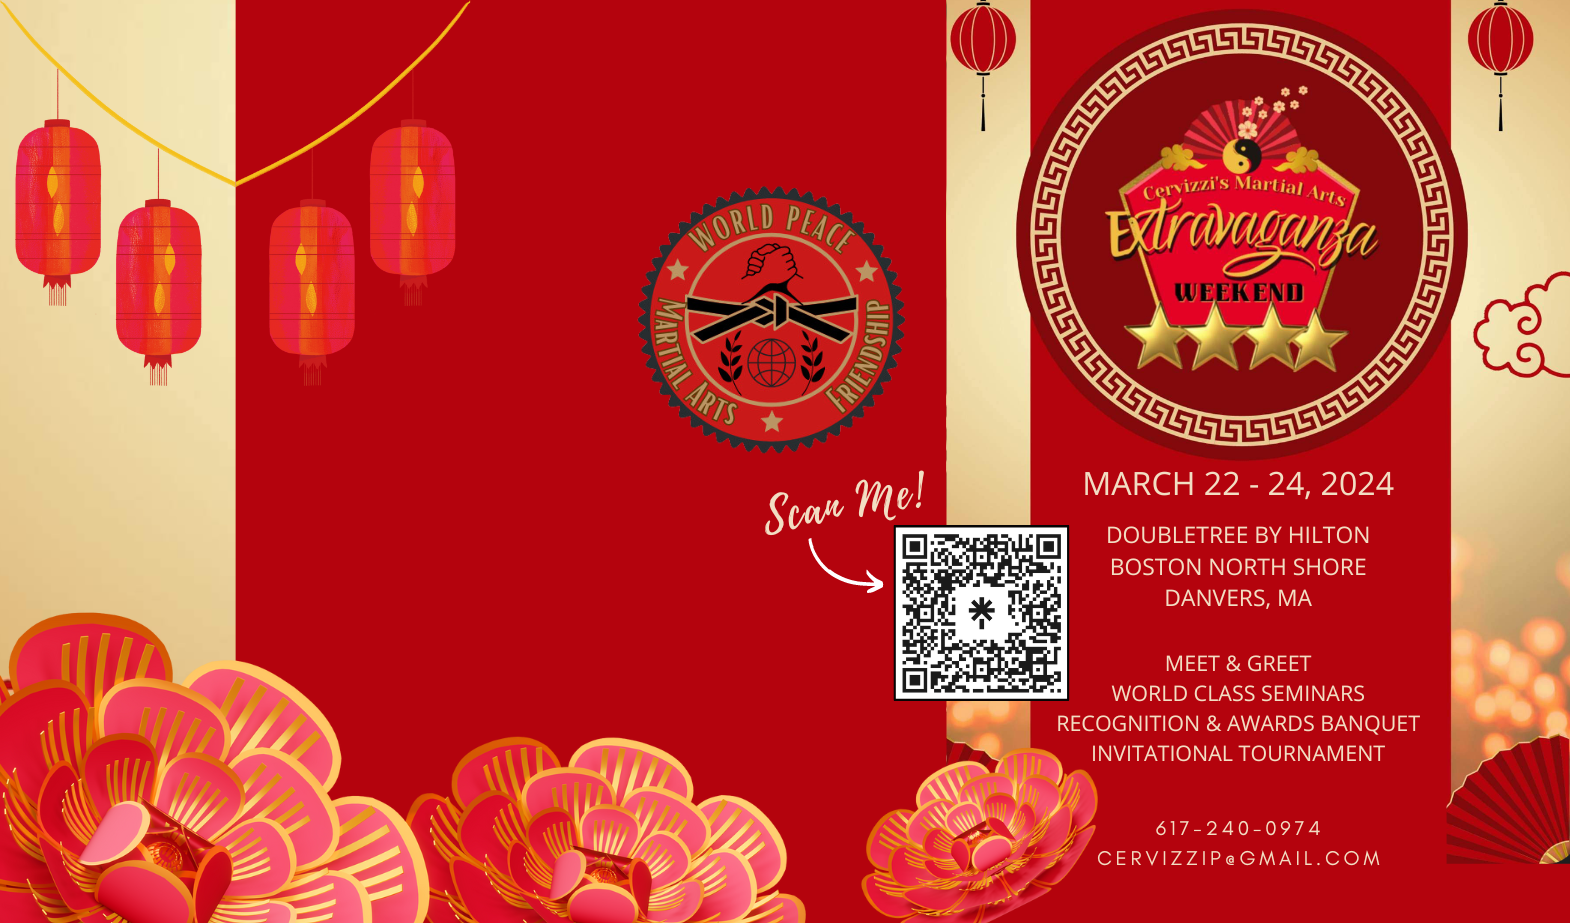 WORLD PEACE
MARTIAL ARTS
FRIENDSHIP
Scan Me!
Cervizzi's Martial Arts
Extravaganza
WEEKEND
MARCH 22 - 24, 2024
DOUBLETREE BY HILTON
BOSTON NORTH SHORE
DANVERS, MA
MEET & GREET
WORLD CLASS SEMINARS
RECOGNITION & AWARDS BANQUET
INVITATIONAL TOURNAMENT
617-240-0974
CERVIZZIP@GMAIL.COM